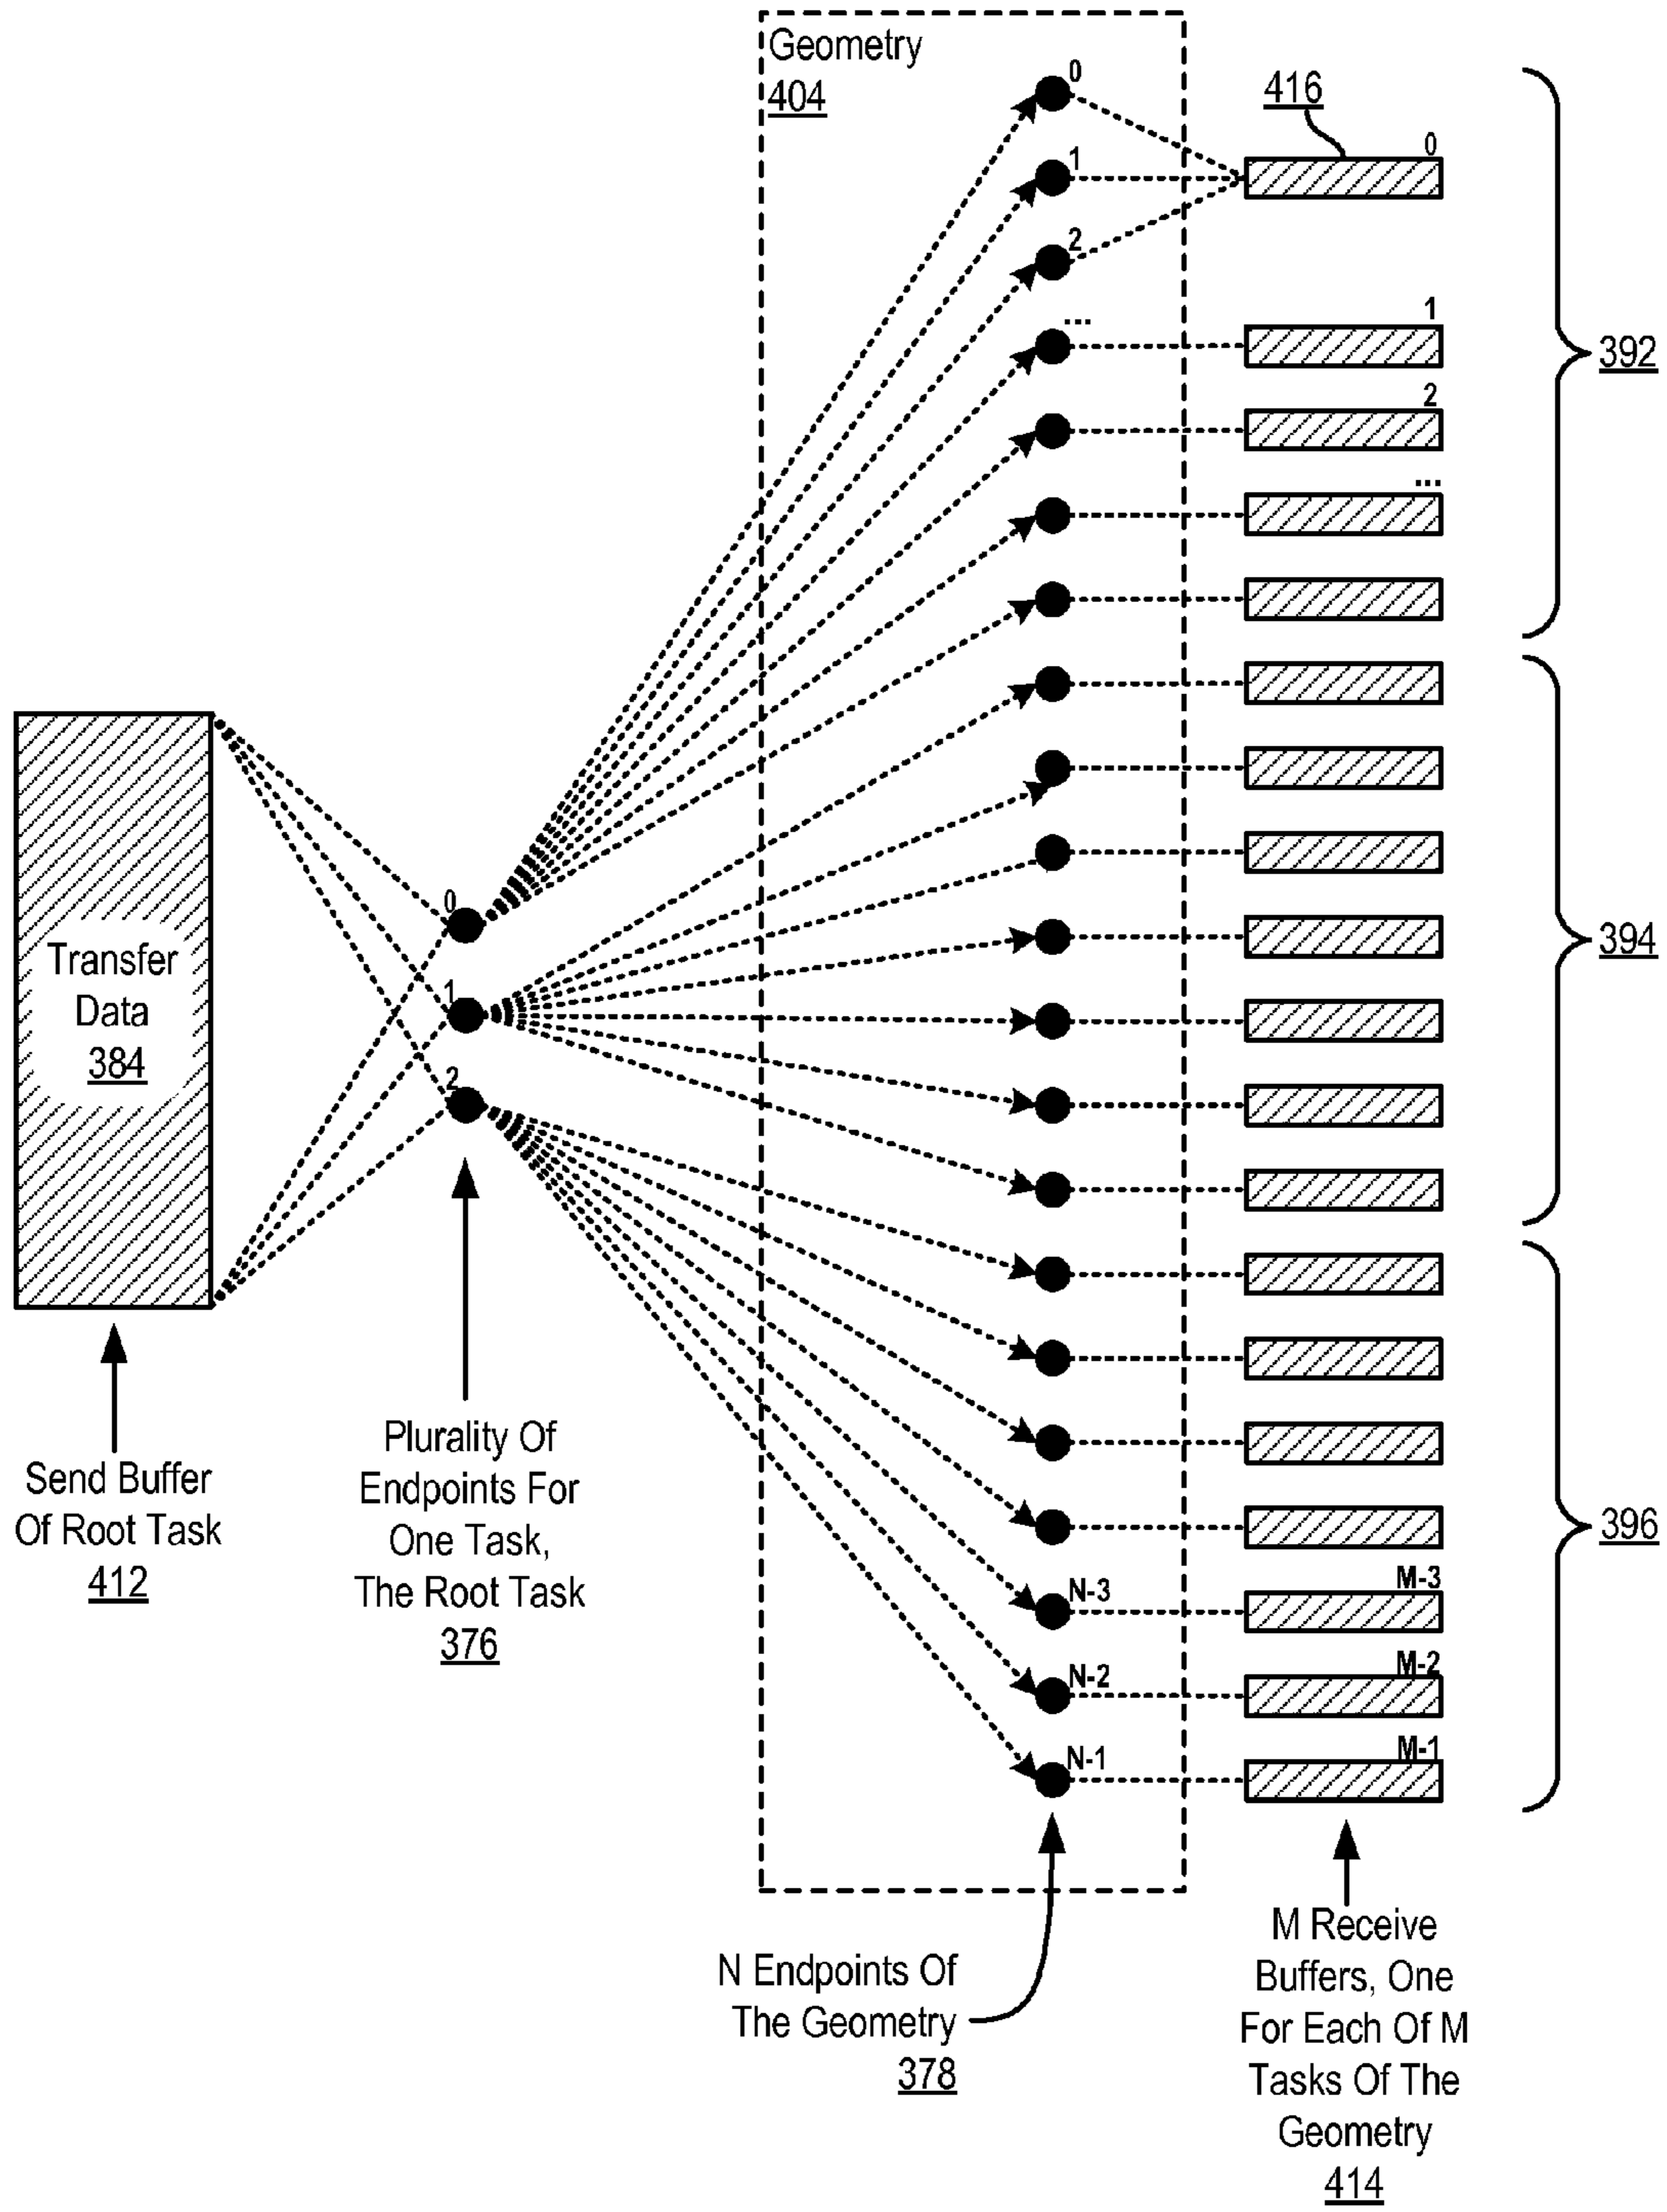 Geometry
404
0
416
0
1
2
...
1
392
2
...
0
394
Transfer
Data
384
1
2
Plurality Of
Endpoints For
One Task,
The Root Task
376
Send Buffer
Of Root Task
412
396
N-3
M-3
N-2
M-2
N-1
M-1
N Endpoints Of
The Geometry
378
M Receive
Buffers, One
For Each Of M
Tasks Of The
Geometry
414